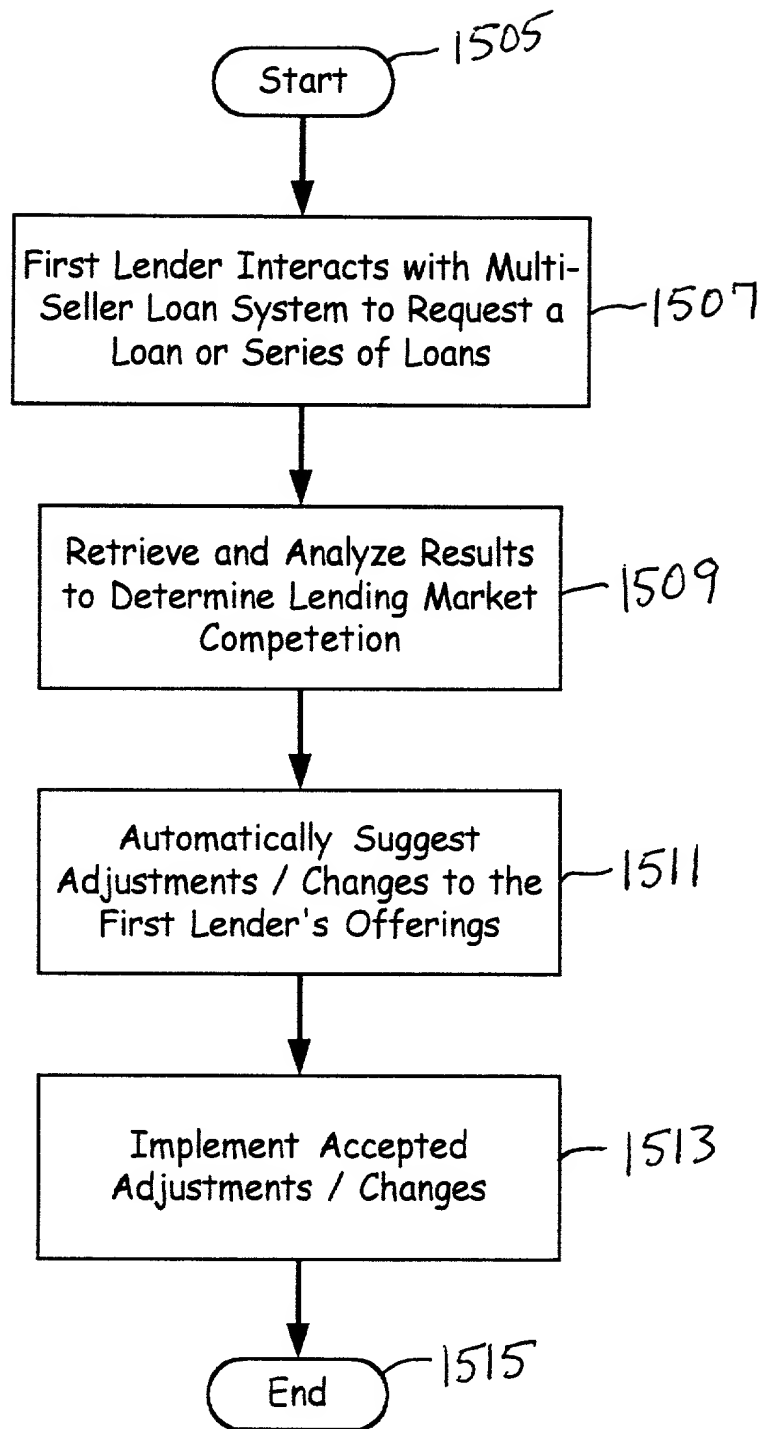 1505
Start
First Lender Interacts with Multi-
Seller Loan System to Request a
Loan or Series of Loans
1507
Retrieve and Analyze Results
to Determine Lending Market
Competetion
1509
Automatically Suggest
Adjustments / Changes to the
First Lender's Offerings
1511
Implement Accepted
Adjustments / Changes
1513
End
1515